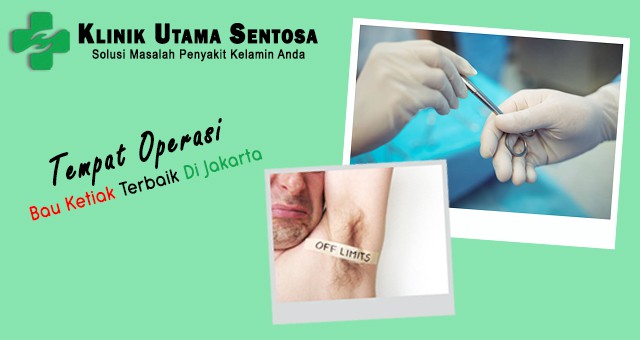 Klinik Utama Sentosa
Solusi Masalah Penyakit Kelamin Anda
Tempat Operasi
Bau Ketiak Terbaik Di Jakarta
OFF LIMITS